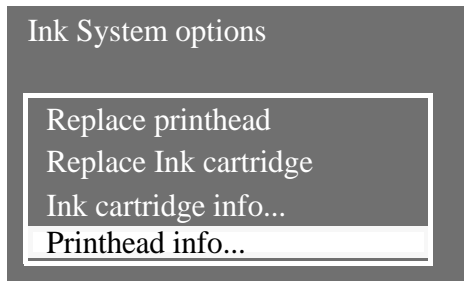 Ink System options
Replace printhead
Replace Ink cartridge
Ink cartridge info...
Printhead info...